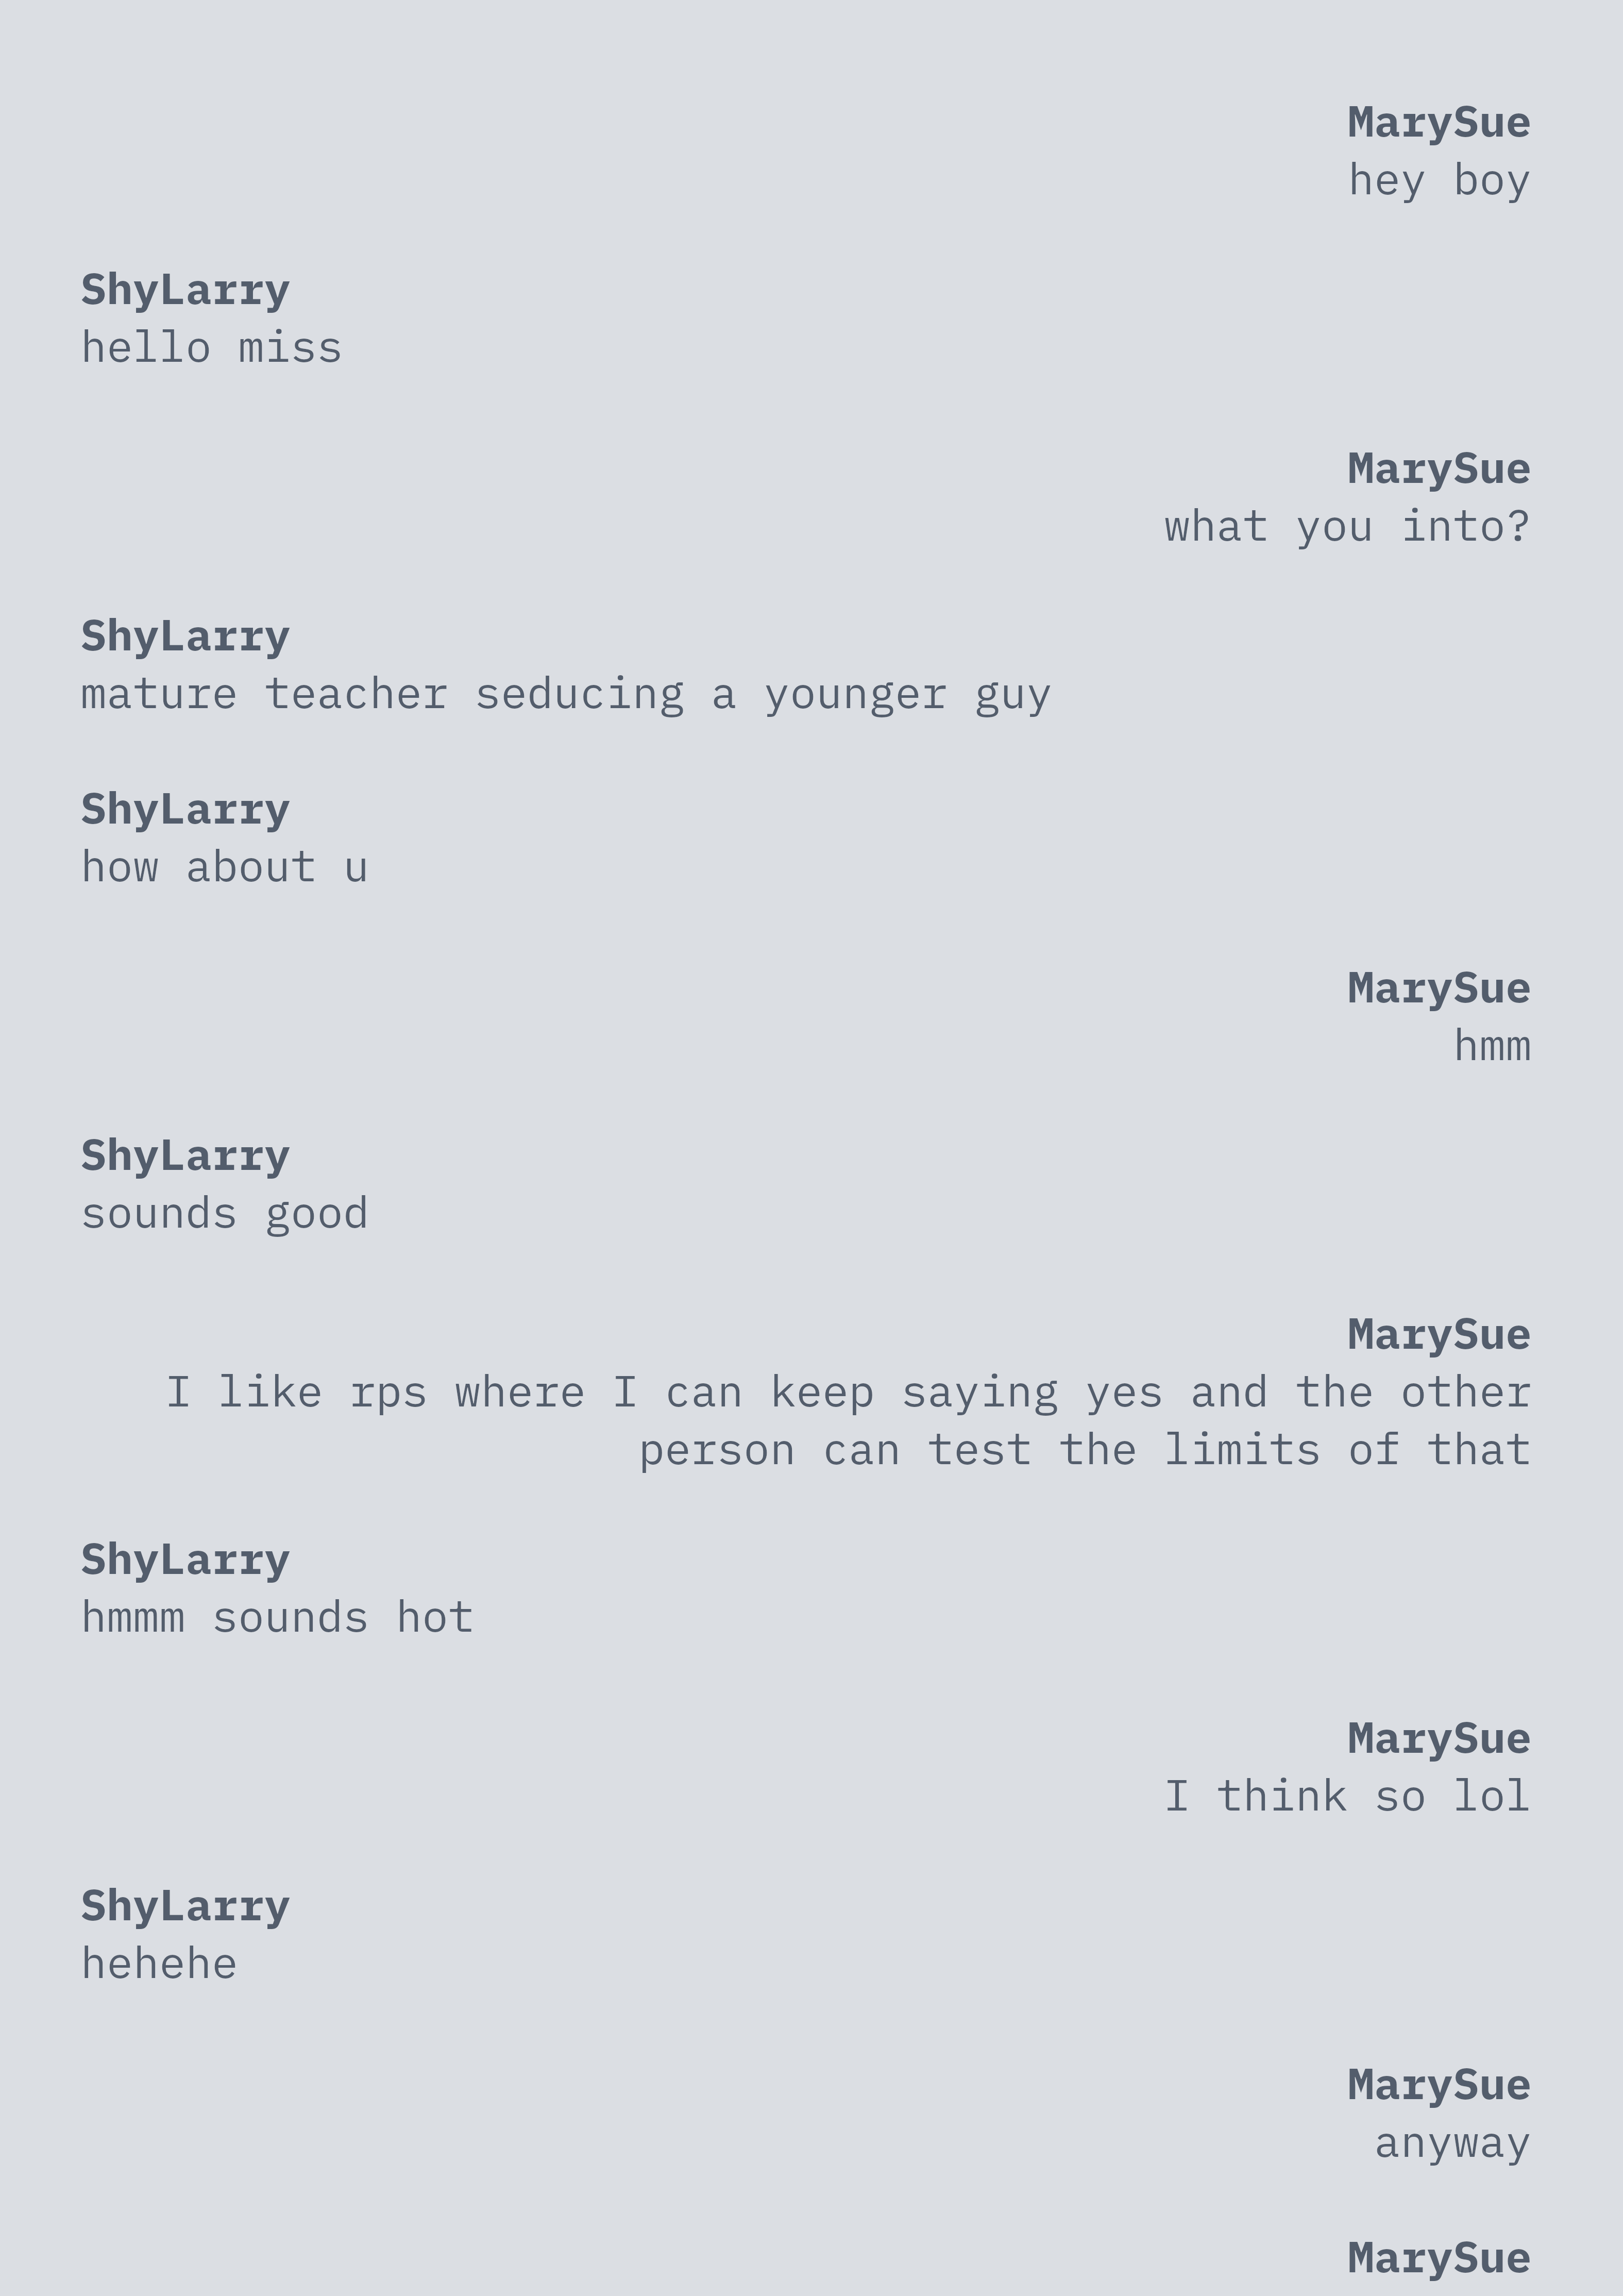 MarySue
hey boy
ShyLarry
hello miss
MarySue
what you into?
ShyLarry
mature teacher seducing a younger guy
ShyLarry
how about u
MarySue
hmm
ShyLarry
sounds good
MarySue
I like rps where I can keep saying yes and the other
person can test the limits of that
ShyLarry
hmmm sounds hot
MarySue
I think so lol
ShyLarry
hehehe
MarySue
anyway
MarySue